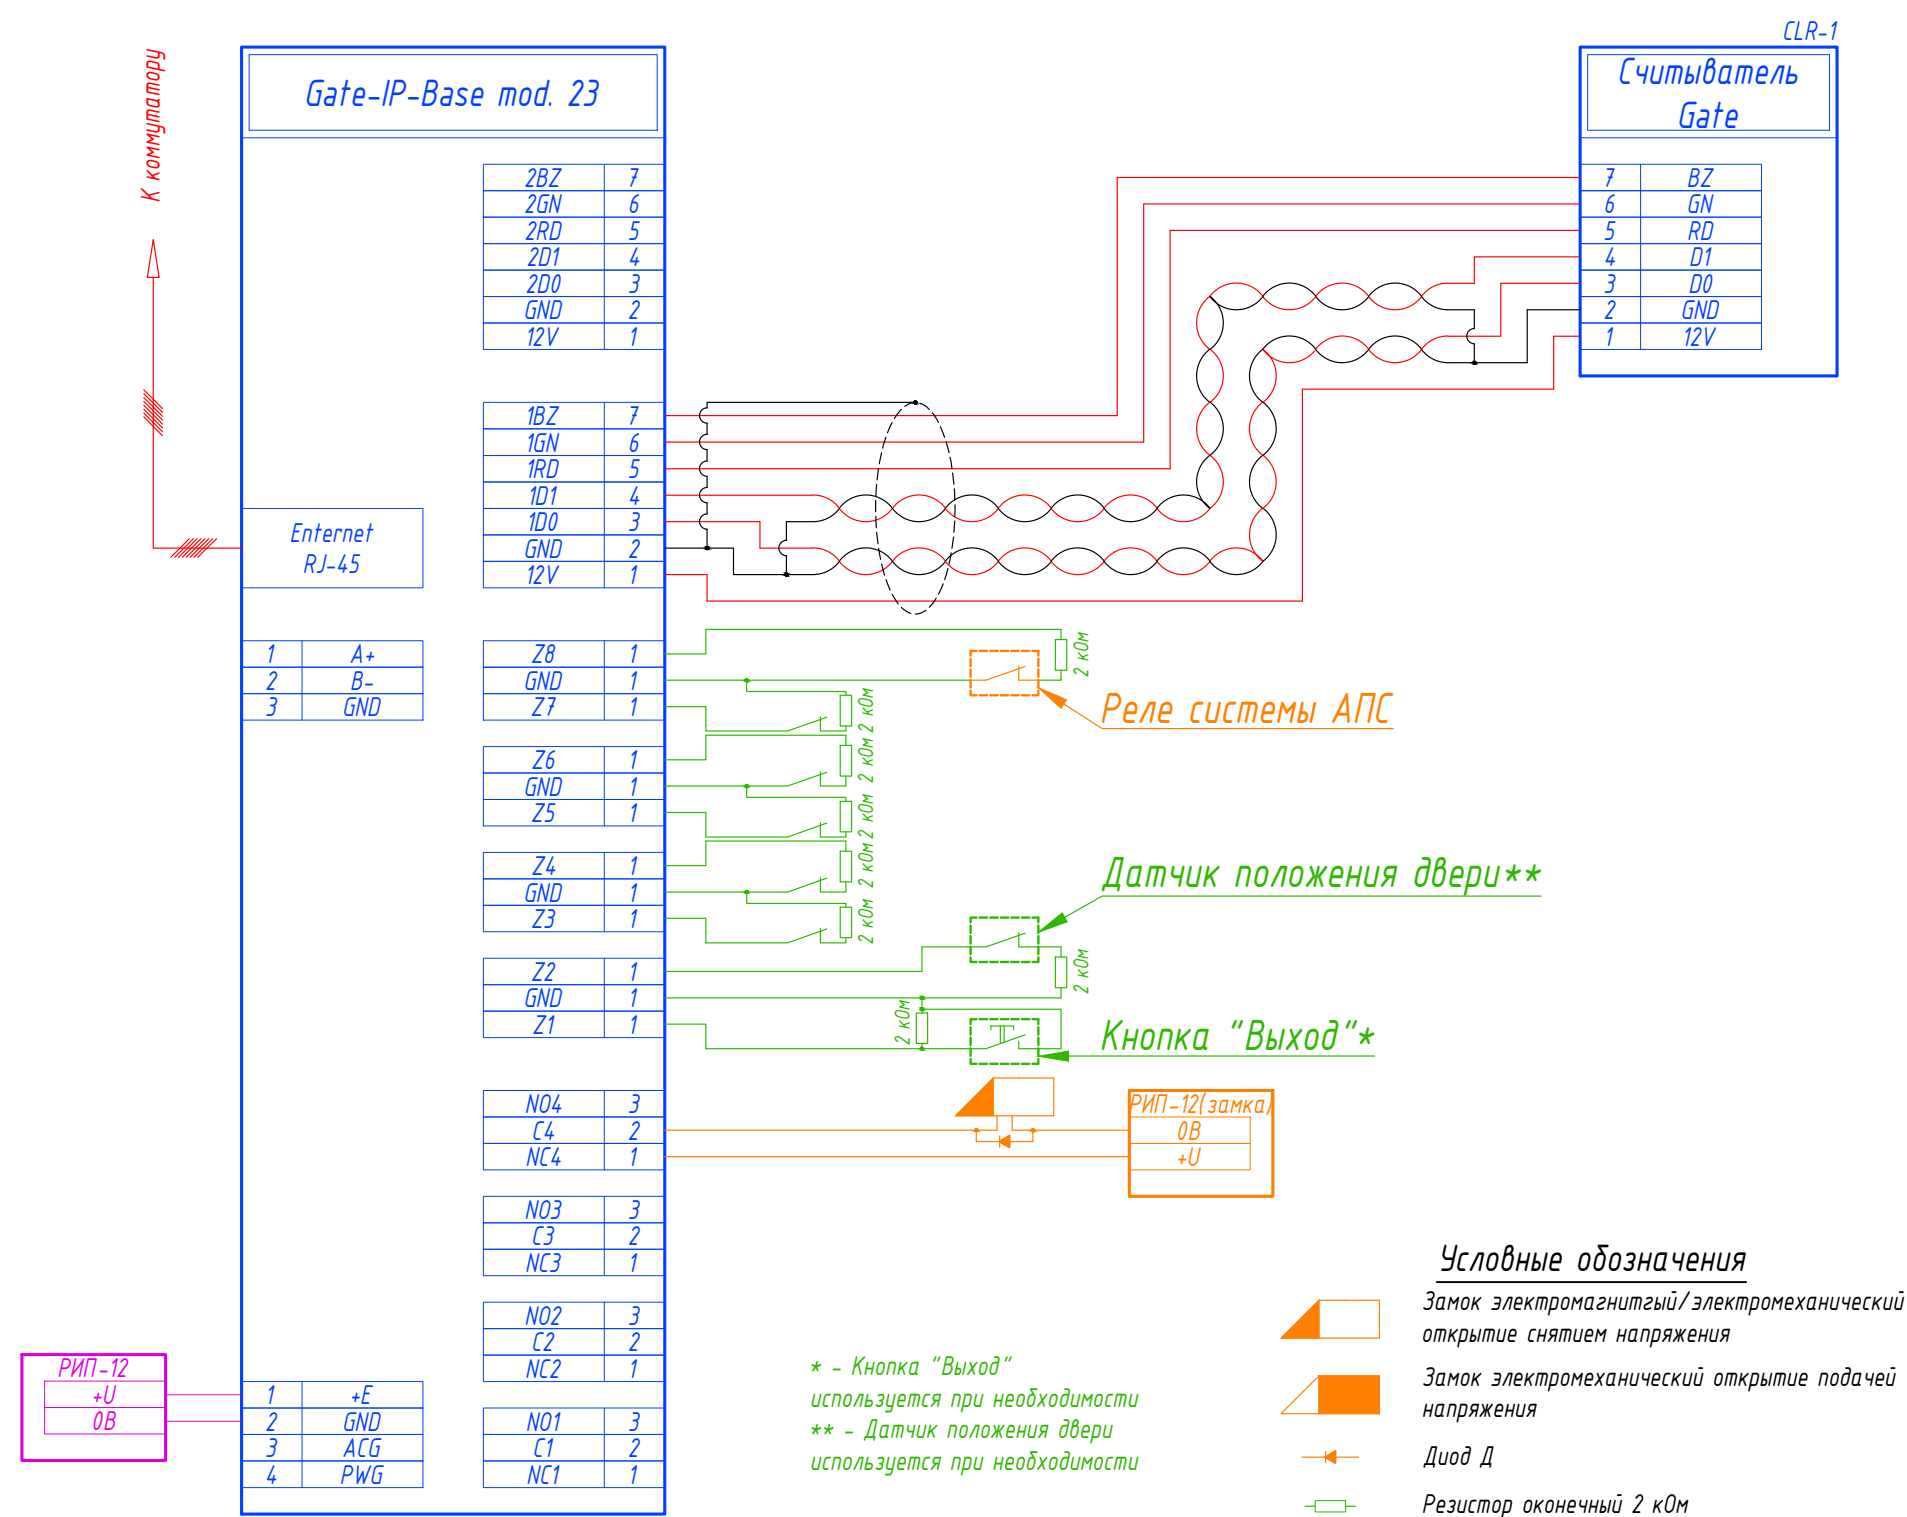 CLR-1
К коммутатору
Gate-IP-Base mod. 23
Считыватель
Gate
2BZ 7
2GN 6
2RD 5
2D1 4
2D0 3
GND 2
12V 1
7 BZ
6 GN
5 RD
4 D1
3 D0
2 GND
1 12V
1BZ 7
1GN 6
1RD 5
1D1 4
1D0 3
GND 2
12V 1
Enternet
RJ-45
1 A+
2 B-
3 GND
Z8 1
GND 1
Z7 1
2 кОм
Реле системы АПС
2 кОм
Z6 1
GND 1
Z5 1
2 кОм
2 кОм
Z4 1
GND 1
Z3 1
2 кОм
2 кОм
Датчик положения двери**
Z2 1
GND 1
Z1 1
2 кОм
2 кОм
Кнопка "Выход"*
NO4 3
C4 2
NC4 1
РИП-12(замка)
0В
+U
NO3 3
C3 2
NC3 1
NO2 3
C2 2
NC2 1
NO1 3
C1 2
NC1 1
РИП-12
+U
0В
1 +E
2 GND
3 ACG
4 PWG
* - Кнопка "Выход"
используется при необходимости
** - Датчик положения двери
используется при необходимости
Условные обозначения
Замок электромагнитгый/электромеханический
открытие снятием напряжения
Замок электромеханический открытие подачей
напряжения
Диод Д
Резистор оконечный 2 кОм